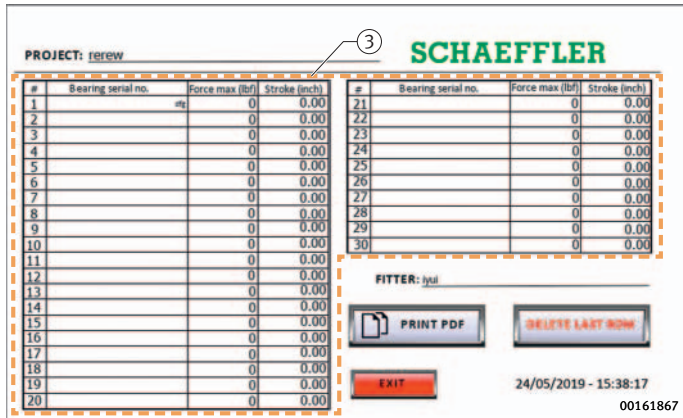 3
SCHAEFFLER
PROJECT: rerew
# Bearing serial no. Force max (lbf) Stroke (inch)
1 0 0.00
2 0 0.00
3 0 0.00
4 0 0.00
5 0 0.00
6 0 0.00
7 0 0.00
8 0 0.00
9 0 0.00
10 0 0.00
11 0 0.00
12 0 0.00
13 0 0.00
14 0 0.00
15 0 0.00
16 0 0.00
17 0 0.00
18 0 0.00
19 0 0.00
20 0 0.00
# Bearing serial no. Force max (lbf) Stroke (inch)
21 0 0.00
22 0 0.00
23 0 0.00
24 0 0.00
25 0 0.00
26 0 0.00
27 0 0.00
28 0 0.00
29 0 0.00
30 0 0.00
FITTER: iyui
PRINT PDF
DELETE LAST ROW
EXIT
24/05/2019 - 15:38:17
00161867